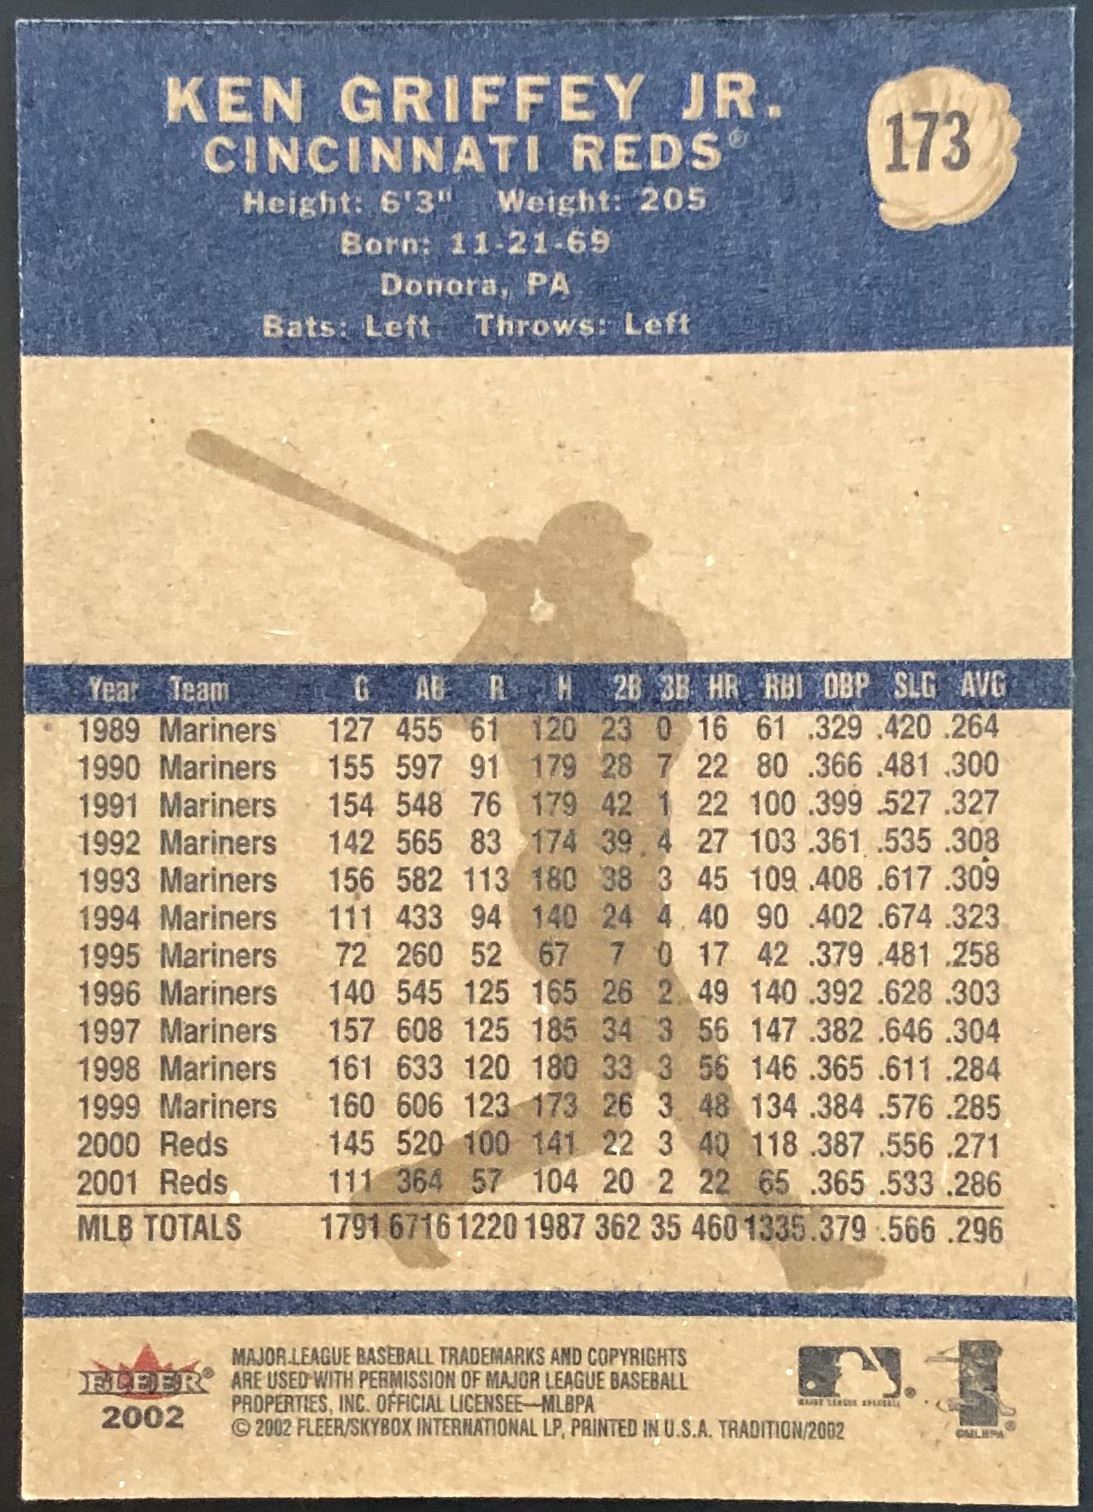 KEN GRIFFEY JR.
173
CINCINNATI REDS®
Height: 6'3" Weight: 205
Born: 11-21-69
Donora, PA
Bats: Left Throws: Left
Year Team G AB R H 2B 3B HR RBI OBP SLG AVG
1989 Mariners 127 455 61 120 23 0 16 61 .329 .420 .264
1990 Mariners 155 597 91 179 28 7 22 80 .366 .481 .300
1991 Mariners 154 548 76 179 42 1 22 100 .399 .527 .327
1992 Mariners 142 565 83 174 39 4 27 103 .361 .535 .308
1993 Mariners 156 582 113 180 38 3 45 109 .408 .617 .309
1994 Mariners 111 433 94 140 24 4 40 90 .402 .674 .323
1995 Mariners 72 260 52 67 7 0 17 42 .379 .481 .258
1996 Mariners 140 545 125 165 26 2 49 140 .392 .628 .303
1997 Mariners 157 608 125 185 34 3 56 147 .382 .646 .304
1998 Mariners 161 633 120 180 33 3 56 146 .365 .611 .284
1999 Mariners 160 606 123 173 26 3 48 134 .384 .576 .285
2000 Reds 145 520 100 141 22 3 40 118 .387 .556 .271
2001 Reds 111 364 57 104 20 2 22 65 .365 .533 .286
MLB TOTALS 1791 6716 1220 1987 362 35 460 1335 .379 .566 .296
FLEER®
2002
MAJOR LEAGUE BASEBALL TRADEMARKS AND COPYRIGHTS
ARE USED WITH PERMISSION OF MAJOR LEAGUE BASEBALL
PROPERTIES, INC. OFFICIAL LICENSEE—MLBPA
© 2002 FLEER/SKYBOX INTERNATIONAL LP, PRINTED IN U.S.A. TRADITION/2002
MAJOR LEAGUE BASEBALL
©MLBPA